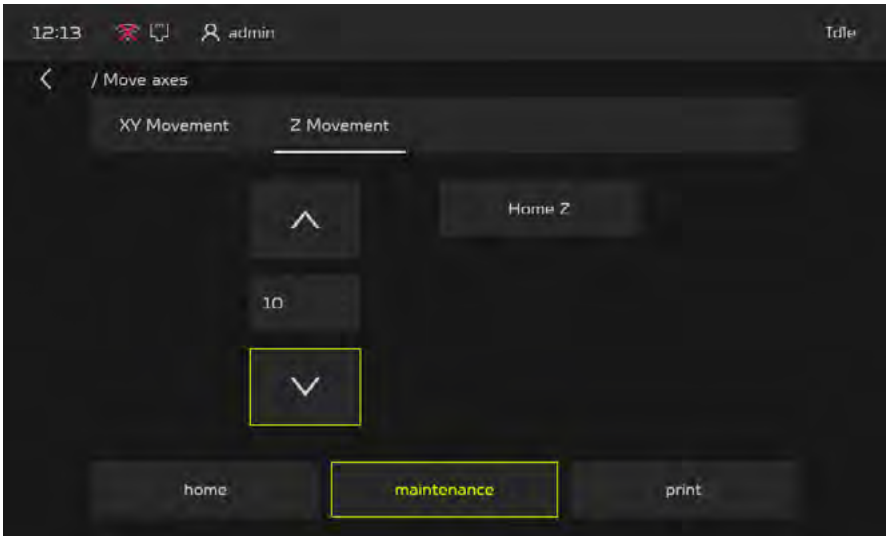 12:13 admin Idle
/ Move axes
XY Movement Z Movement
Home Z
10
home maintenance print